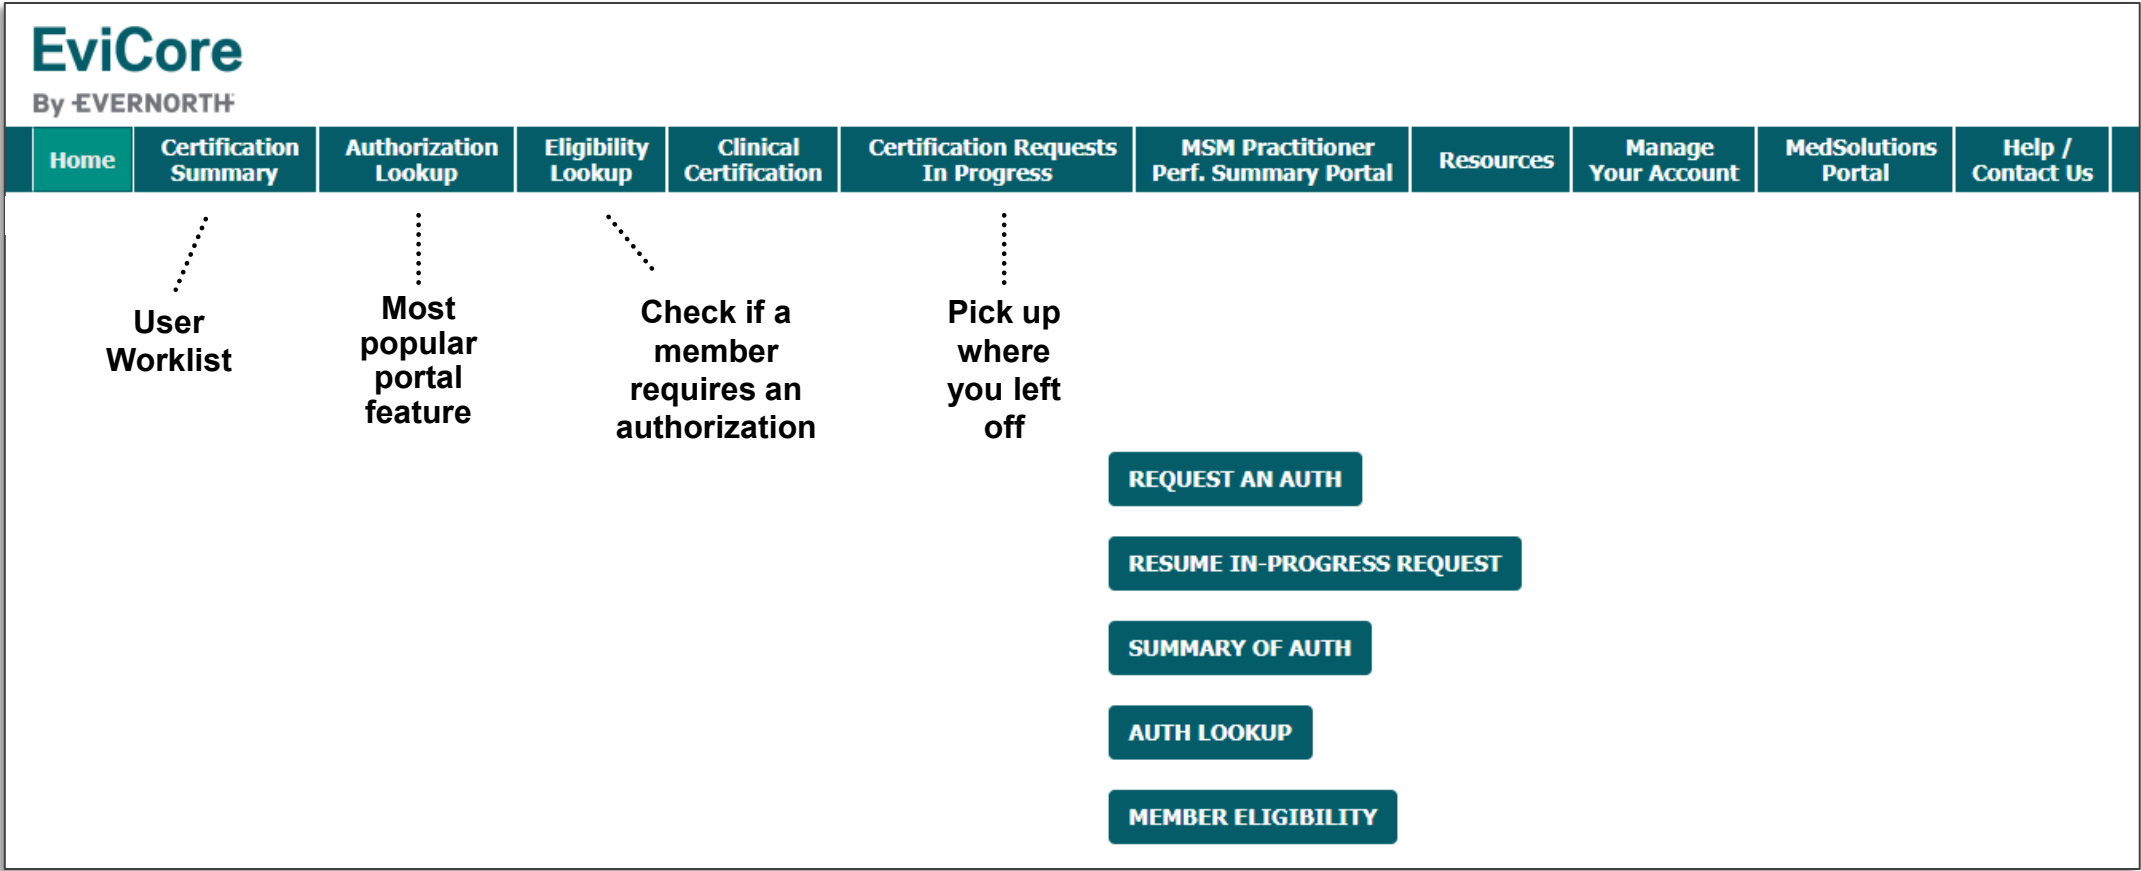 EviCore
By EVERNORTH
Home
Certification
Summary
Authorization
Lookup
Eligibility
Lookup
Clinical
Certification
Certification Requests
In Progress
MSM Practitioner
Perf. Summary Portal
Resources
Manage
Your Account
MedSolutions
Portal
Help /
Contact Us
User
Worklist
Most
popular
portal
feature
Check if a
member
requires an
authorization
Pick up
where
you left
off
REQUEST AN AUTH
RESUME IN-PROGRESS REQUEST
SUMMARY OF AUTH
AUTH LOOKUP
MEMBER ELIGIBILITY